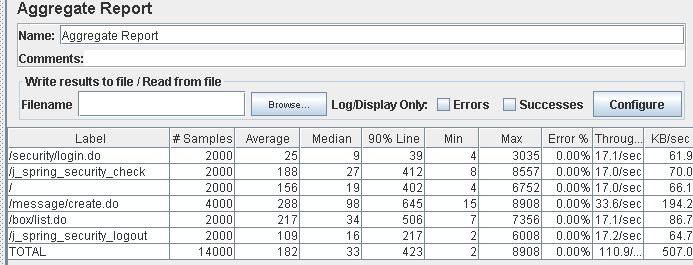 Aggregate Report
Name: Aggregate Report
Comments:
Write results to file / Read from file
Filename Browse... Log/Display Only: Errors Successes Configure
Label # Samples Average Median 90% Line Min Max Error % Throug... KB/sec
/security/login.do 2000 25 9 39 4 3035 0.00% 17.1/sec 61.9
/j_spring_security_check 2000 188 27 412 8 8557 0.00% 17.0/sec 70.0
/ 2000 156 19 402 4 6752 0.00% 17.0/sec 66.1
/message/create.do 4000 288 98 645 15 8908 0.00% 33.6/sec 194.2
/box/list.do 2000 217 34 506 7 7356 0.00% 17.1/sec 86.7
/j_spring_security_logout 2000 109 16 217 2 6008 0.00% 17.2/sec 64.7
TOTAL 14000 182 33 423 2 8908 0.00% 110.9/... 507.0